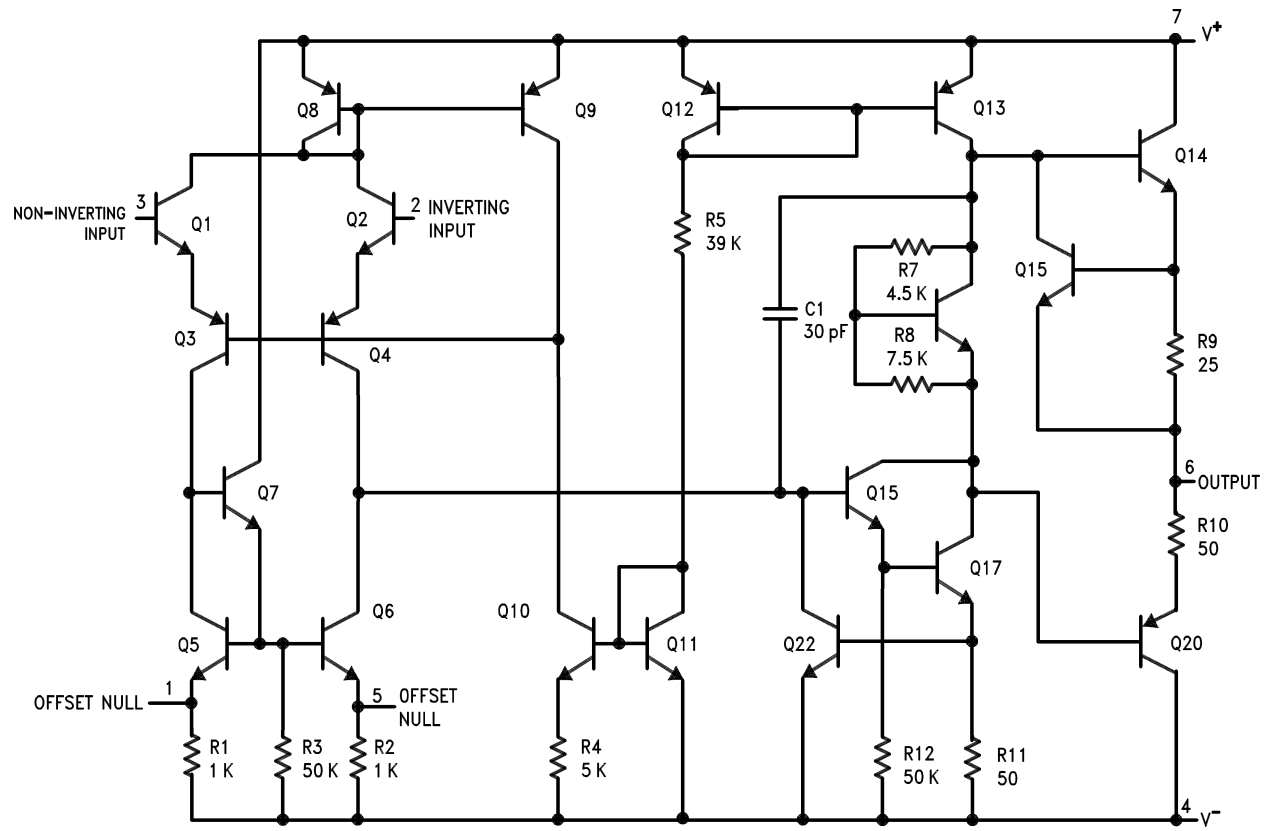 7
V+
Q8
Q9
Q12
Q13
Q14
3
NON-INVERTING
INPUT
Q1
Q2
2 INVERTING
INPUT
R5
39 K
Q15
R7
4.5 K
C1
30 pF
R8
7.5 K
Q3
Q4
R9
25
6
OUTPUT
Q7
Q15
R10
50
Q17
Q5
Q6
Q10
Q11
Q22
Q20
OFFSET NULL
1
5
OFFSET
NULL
R1
1 K
R3
50 K
R2
1 K
R4
5 K
R12
50 K
R11
50
4
V–